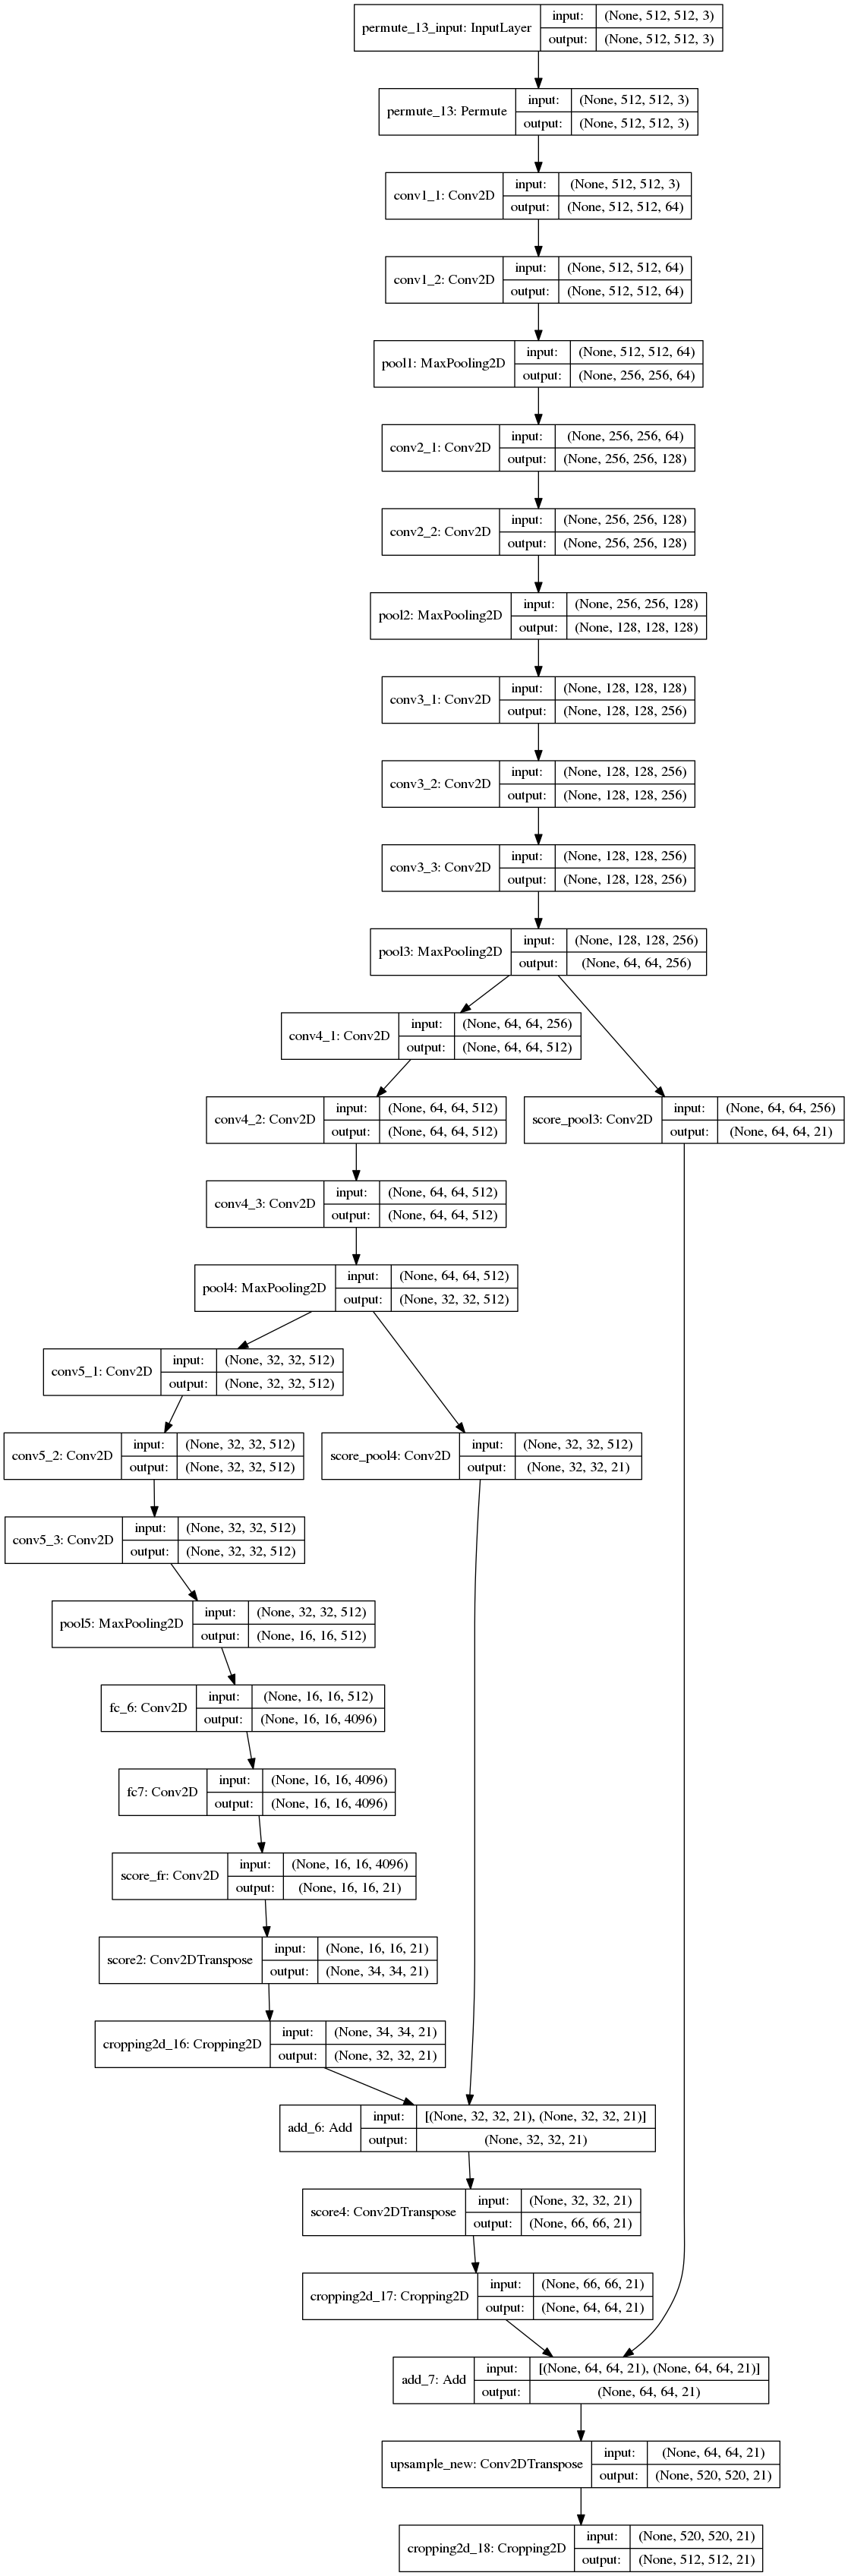 permute_13_input: InputLayer
input: (None, 512, 512, 3)
output: (None, 512, 512, 3)
permute_13: Permute
input: (None, 512, 512, 3)
output: (None, 512, 512, 3)
conv1_1: Conv2D
input: (None, 512, 512, 3)
output: (None, 512, 512, 64)
conv1_2: Conv2D
input: (None, 512, 512, 64)
output: (None, 512, 512, 64)
pool1: MaxPooling2D
input: (None, 512, 512, 64)
output: (None, 256, 256, 64)
conv2_1: Conv2D
input: (None, 256, 256, 64)
output: (None, 256, 256, 128)
conv2_2: Conv2D
input: (None, 256, 256, 128)
output: (None, 256, 256, 128)
pool2: MaxPooling2D
input: (None, 256, 256, 128)
output: (None, 128, 128, 128)
conv3_1: Conv2D
input: (None, 128, 128, 128)
output: (None, 128, 128, 256)
conv3_2: Conv2D
input: (None, 128, 128, 256)
output: (None, 128, 128, 256)
conv3_3: Conv2D
input: (None, 128, 128, 256)
output: (None, 128, 128, 256)
pool3: MaxPooling2D
input: (None, 128, 128, 256)
output: (None, 64, 64, 256)
conv4_1: Conv2D
input: (None, 64, 64, 256)
output: (None, 64, 64, 512)
conv4_2: Conv2D
input: (None, 64, 64, 512)
output: (None, 64, 64, 512)
score_pool3: Conv2D
input: (None, 64, 64, 256)
output: (None, 64, 64, 21)
conv4_3: Conv2D
input: (None, 64, 64, 512)
output: (None, 64, 64, 512)
pool4: MaxPooling2D
input: (None, 64, 64, 512)
output: (None, 32, 32, 512)
conv5_1: Conv2D
input: (None, 32, 32, 512)
output: (None, 32, 32, 512)
conv5_2: Conv2D
input: (None, 32, 32, 512)
output: (None, 32, 32, 512)
score_pool4: Conv2D
input: (None, 32, 32, 512)
output: (None, 32, 32, 21)
conv5_3: Conv2D
input: (None, 32, 32, 512)
output: (None, 32, 32, 512)
pool5: MaxPooling2D
input: (None, 32, 32, 512)
output: (None, 16, 16, 512)
fc_6: Conv2D
input: (None, 16, 16, 512)
output: (None, 16, 16, 4096)
fc7: Conv2D
input: (None, 16, 16, 4096)
output: (None, 16, 16, 4096)
score_fr: Conv2D
input: (None, 16, 16, 4096)
output: (None, 16, 16, 21)
score2: Conv2DTranspose
input: (None, 16, 16, 21)
output: (None, 34, 34, 21)
cropping2d_16: Cropping2D
input: (None, 34, 34, 21)
output: (None, 32, 32, 21)
add_6: Add
input: [(None, 32, 32, 21), (None, 32, 32, 21)]
output: (None, 32, 32, 21)
score4: Conv2DTranspose
input: (None, 32, 32, 21)
output: (None, 66, 66, 21)
cropping2d_17: Cropping2D
input: (None, 66, 66, 21)
output: (None, 64, 64, 21)
add_7: Add
input: [(None, 64, 64, 21), (None, 64, 64, 21)]
output: (None, 64, 64, 21)
upsample_new: Conv2DTranspose
input: (None, 64, 64, 21)
output: (None, 520, 520, 21)
cropping2d_18: Cropping2D
input: (None, 520, 520, 21)
output: (None, 512, 512, 21)